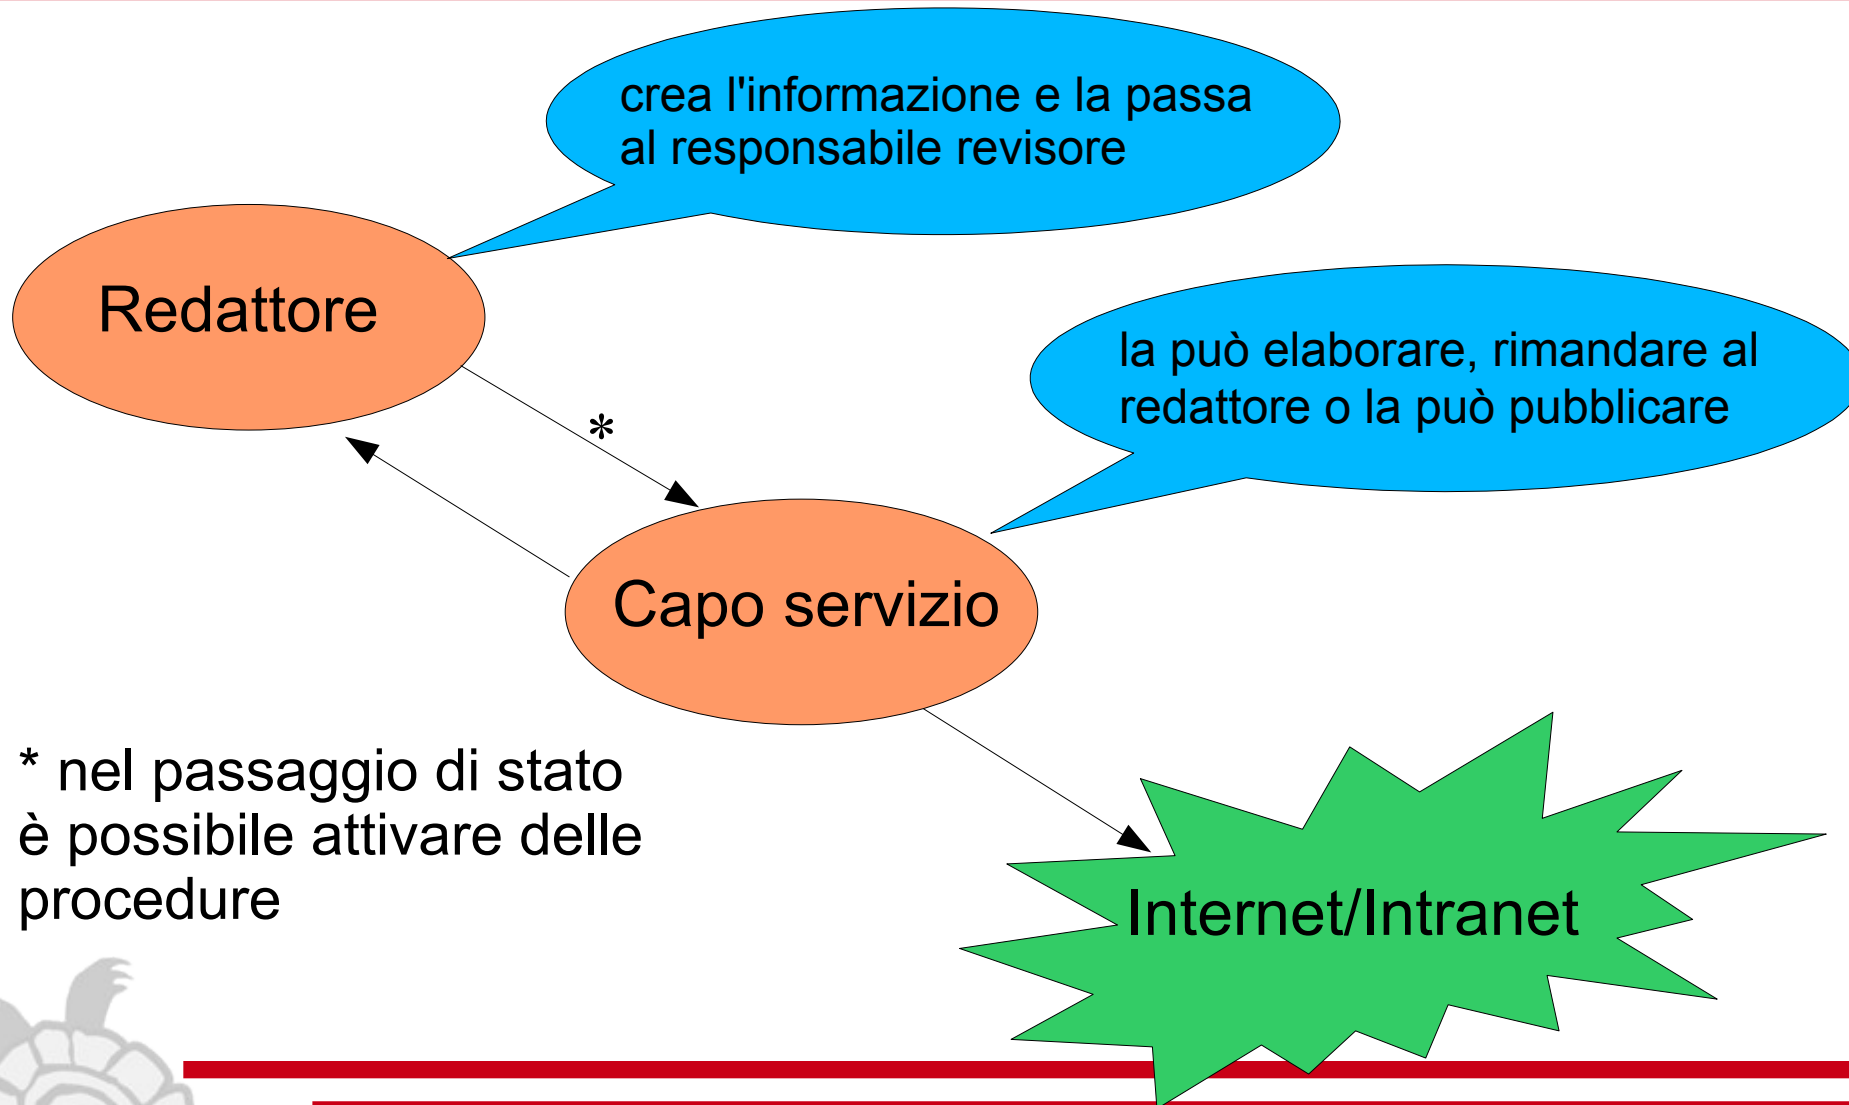 crea l'informazione e la passa
al responsabile revisore
Redattore
la può elaborare, rimandare al
redattore o la può pubblicare
*
Capo servizio
* nel passaggio di stato
è possibile attivare delle
procedure
Internet/Intranet